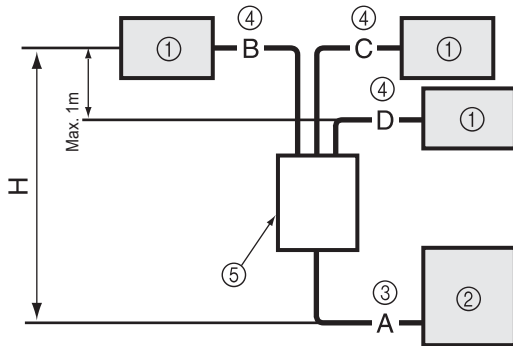 ④ ④
① B C ①
④
Max. 1m
D ①
H
⑤
③
A ②